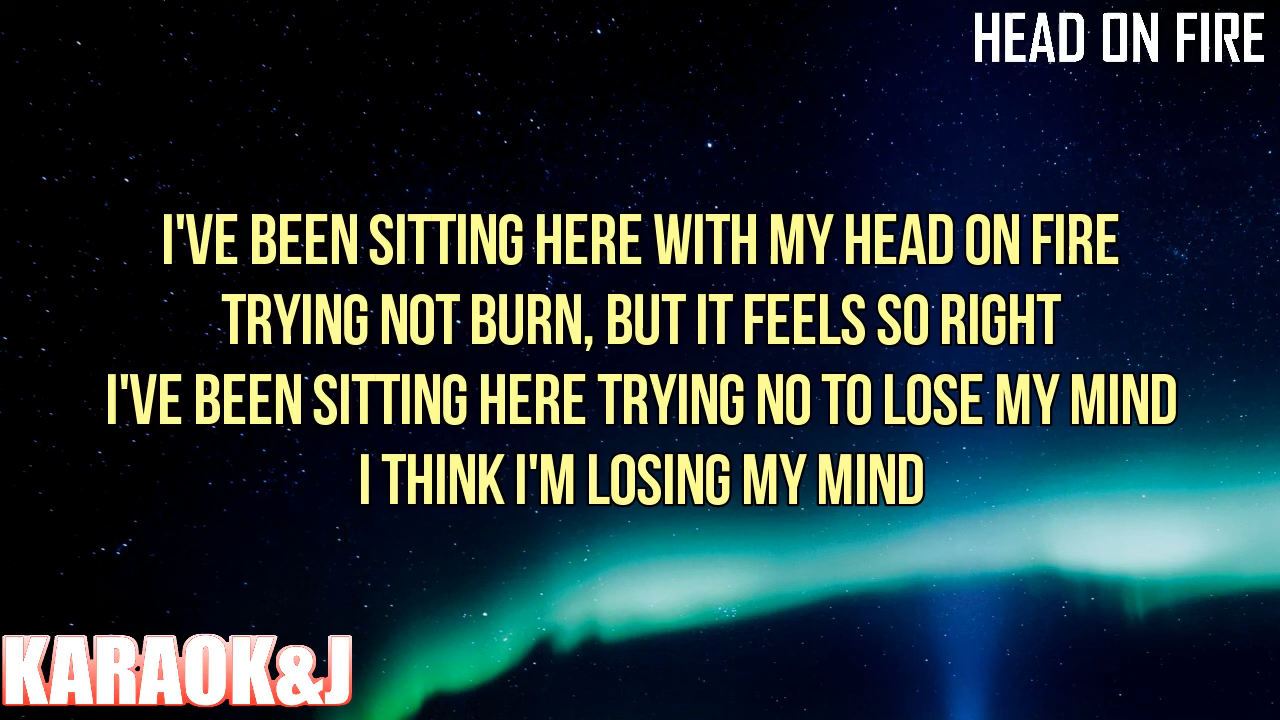 HEAD ON FIRE
I'VE BEEN SITTING HERE WITH MY HEAD ON FIRE
TRYING NOT BURN, BUT IT FEELS SO RIGHT
I'VE BEEN SITTING HERE TRYING NO TO LOSE MY MIND
I THINK I'M LOSING MY MIND
KARAOK&J